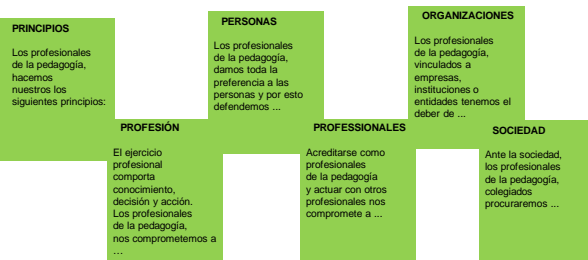 PRINCIPIOS
Los profesionales
de la pedagogía,
hacemos
nuestros los
siguientes principios:
PROFESIÓN
El ejercicio
profesional
comporta
conocimiento,
decisión y acción.
Los profesionales
de la pedagogía,
nos comprometemos a
...
PERSONAS
Los profesionales
de la pedagogía,
damos toda la
preferencia a las
personas y por esto
defendemos ...
PROFESSIONALES
Acreditarse como
profesionales
de la pedagogía
y actuar con otros
profesionales nos
compromete a ...
ORGANIZACIONES
Los profesionales
de la pedagogía,
vinculados a
empresas,
instituciones o
entidades tenemos el
deber de ...
SOCIEDAD
Ante la sociedad,
los profesionales
de la pedagogía,
colegiados
procuraremos ...